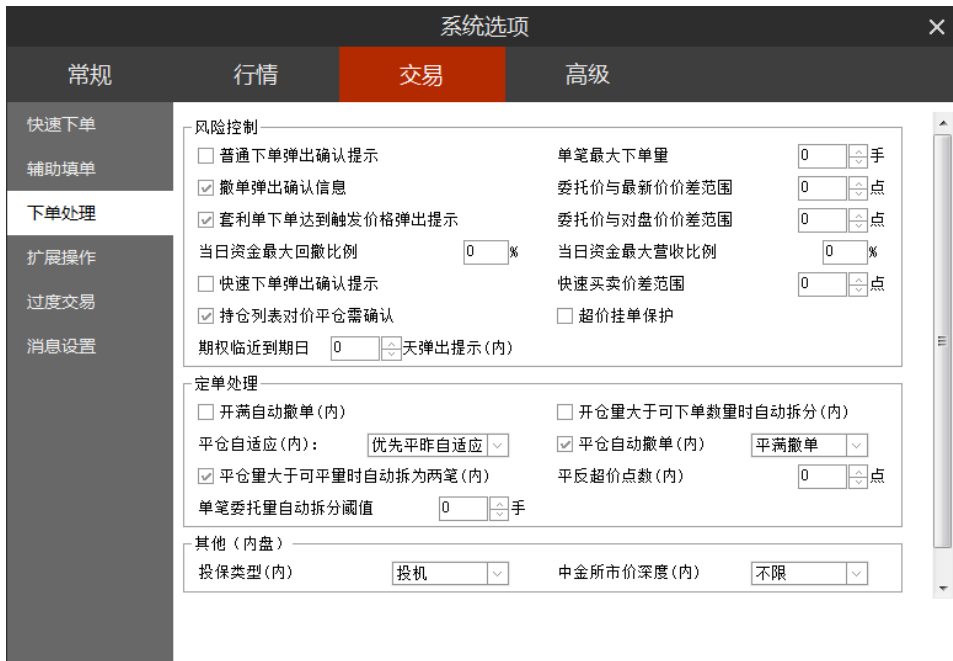 系统选项
常规 行情 交易 高级
快速下单
辅助填单
下单处理
扩展操作
过度交易
消息设置
风险控制
普通下单弹出确认提示 单笔最大下单量 0 手
撤单弹出确认信息 委托价与最新价价差范围 0 点
套利单下单达到触发价格弹出提示 委托价与对盘价价差范围 0 点
当日资金最大回撤比例 0 % 当日资金最大营收比例 0 %
快速下单弹出确认提示 快速买卖价差范围 0 点
持仓列表对价平仓需确认 超价挂单保护
期权临近到期日 0 天弹出提示(内)
定单处理
开满自动撤单(内) 开仓量大于可下单数量时自动拆分(内)
平仓自适应(内): 优先平昨自适应 平仓自动撤单(内) 平满撤单
平仓量大于可平量时自动拆为两笔(内) 平反超价点数(内) 0 点
单笔委托量自动拆分阈值 0 手
其他（内盘）
投保类型(内) 投机 中金所市价深度(内) 不限